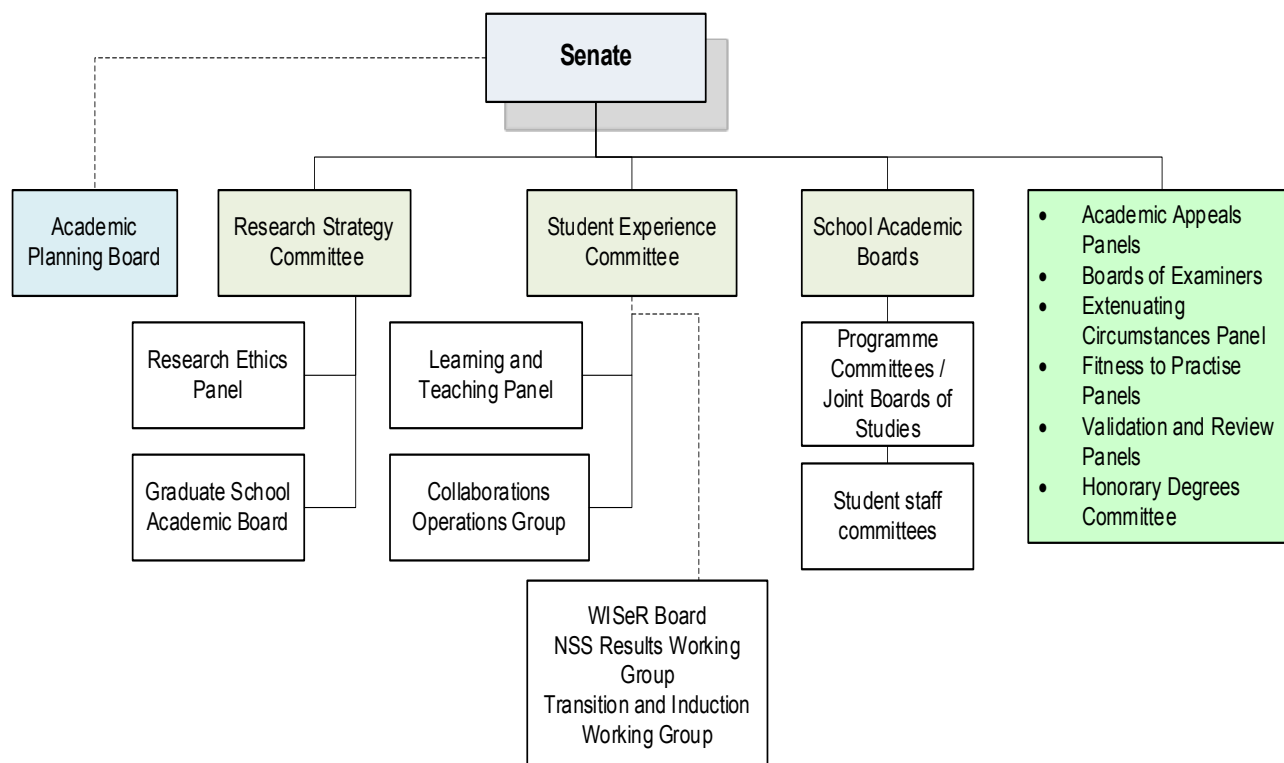 Senate
Academic
Planning Board
Research Strategy
Committee
Student Experience
Committee
School Academic
Boards
• Academic Appeals
Panels
• Boards of Examiners
• Extenuating
Circumstances Panel
• Fitness to Practise
Panels
• Validation and Review
Panels
• Honorary Degrees
Committee
Research Ethics
Panel
Learning and
Teaching Panel
Programme
Committees /
Joint Boards of
Studies
Graduate School
Academic Board
Collaborations
Operations Group
Student staff
committees
WISeR Board
NSS Results Working
Group
Transition and Induction
Working Group